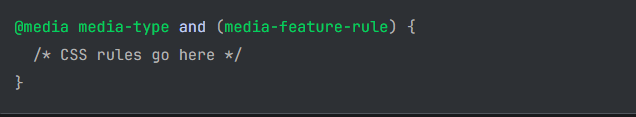 @media media-type and (media-feature-rule) {
  /* CSS rules go here */
}